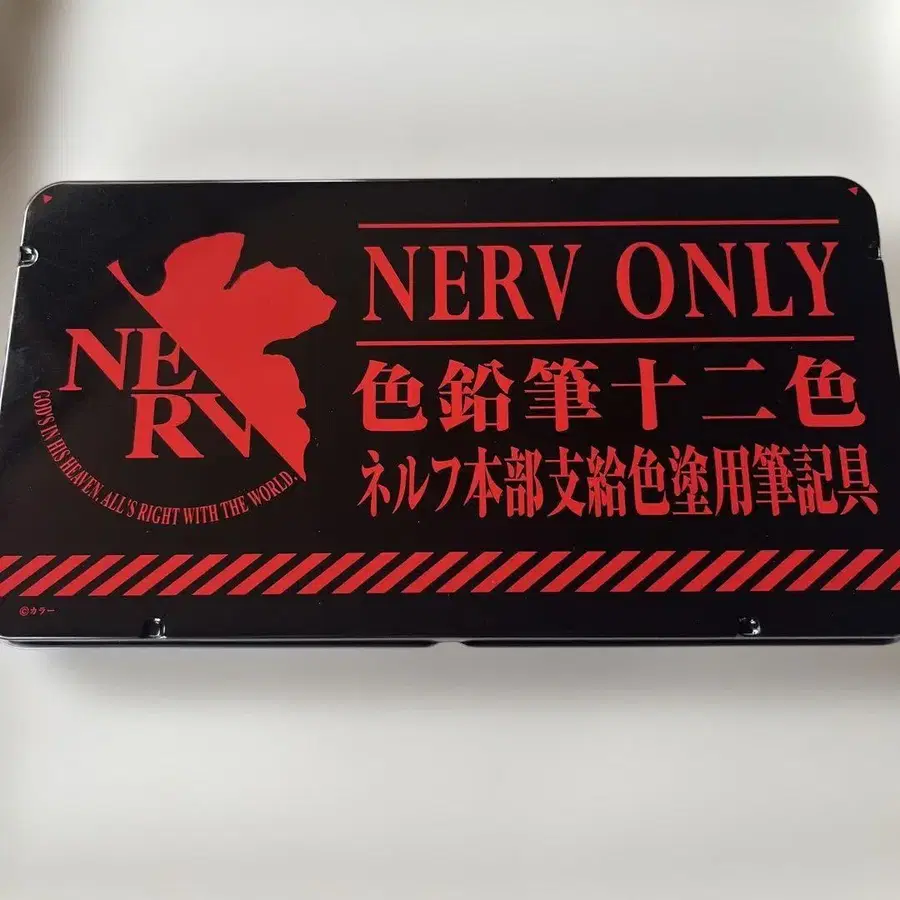 NERV
GOD'S IN HIS HEAVEN. ALL'S RIGHT WITH THE WORLD.
NERV ONLY
色鉛筆十二色
ネルフ本部支給色塗用筆記具
©カラー